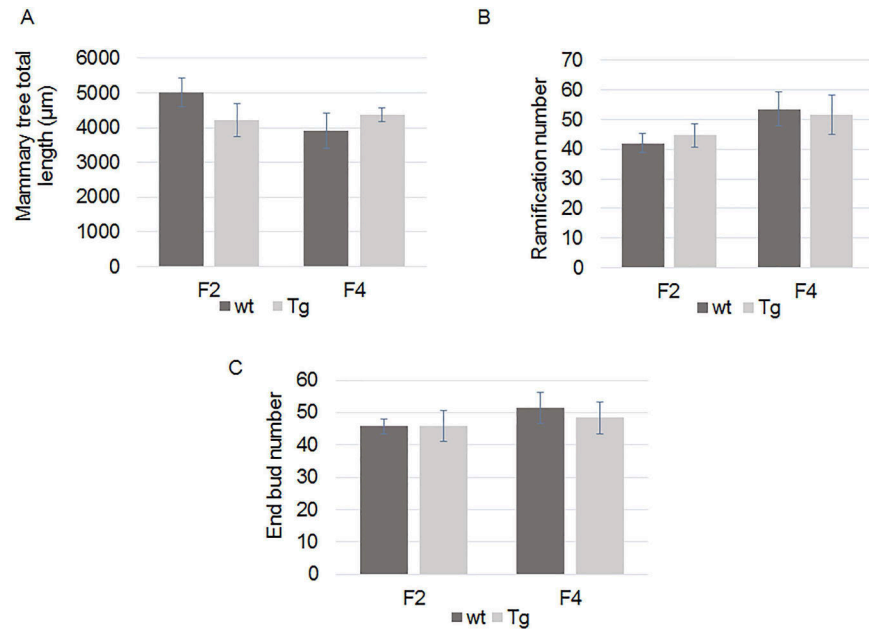 A
Mammary tree total
length (µm)
6000
5000
4000
3000
2000
1000
0
F2
F4
wt
Tg
B
Ramification number
70
60
50
40
30
20
10
0
F2
F4
wt
Tg
C
End bud number
60
50
40
30
20
10
0
F2
F4
wt
Tg